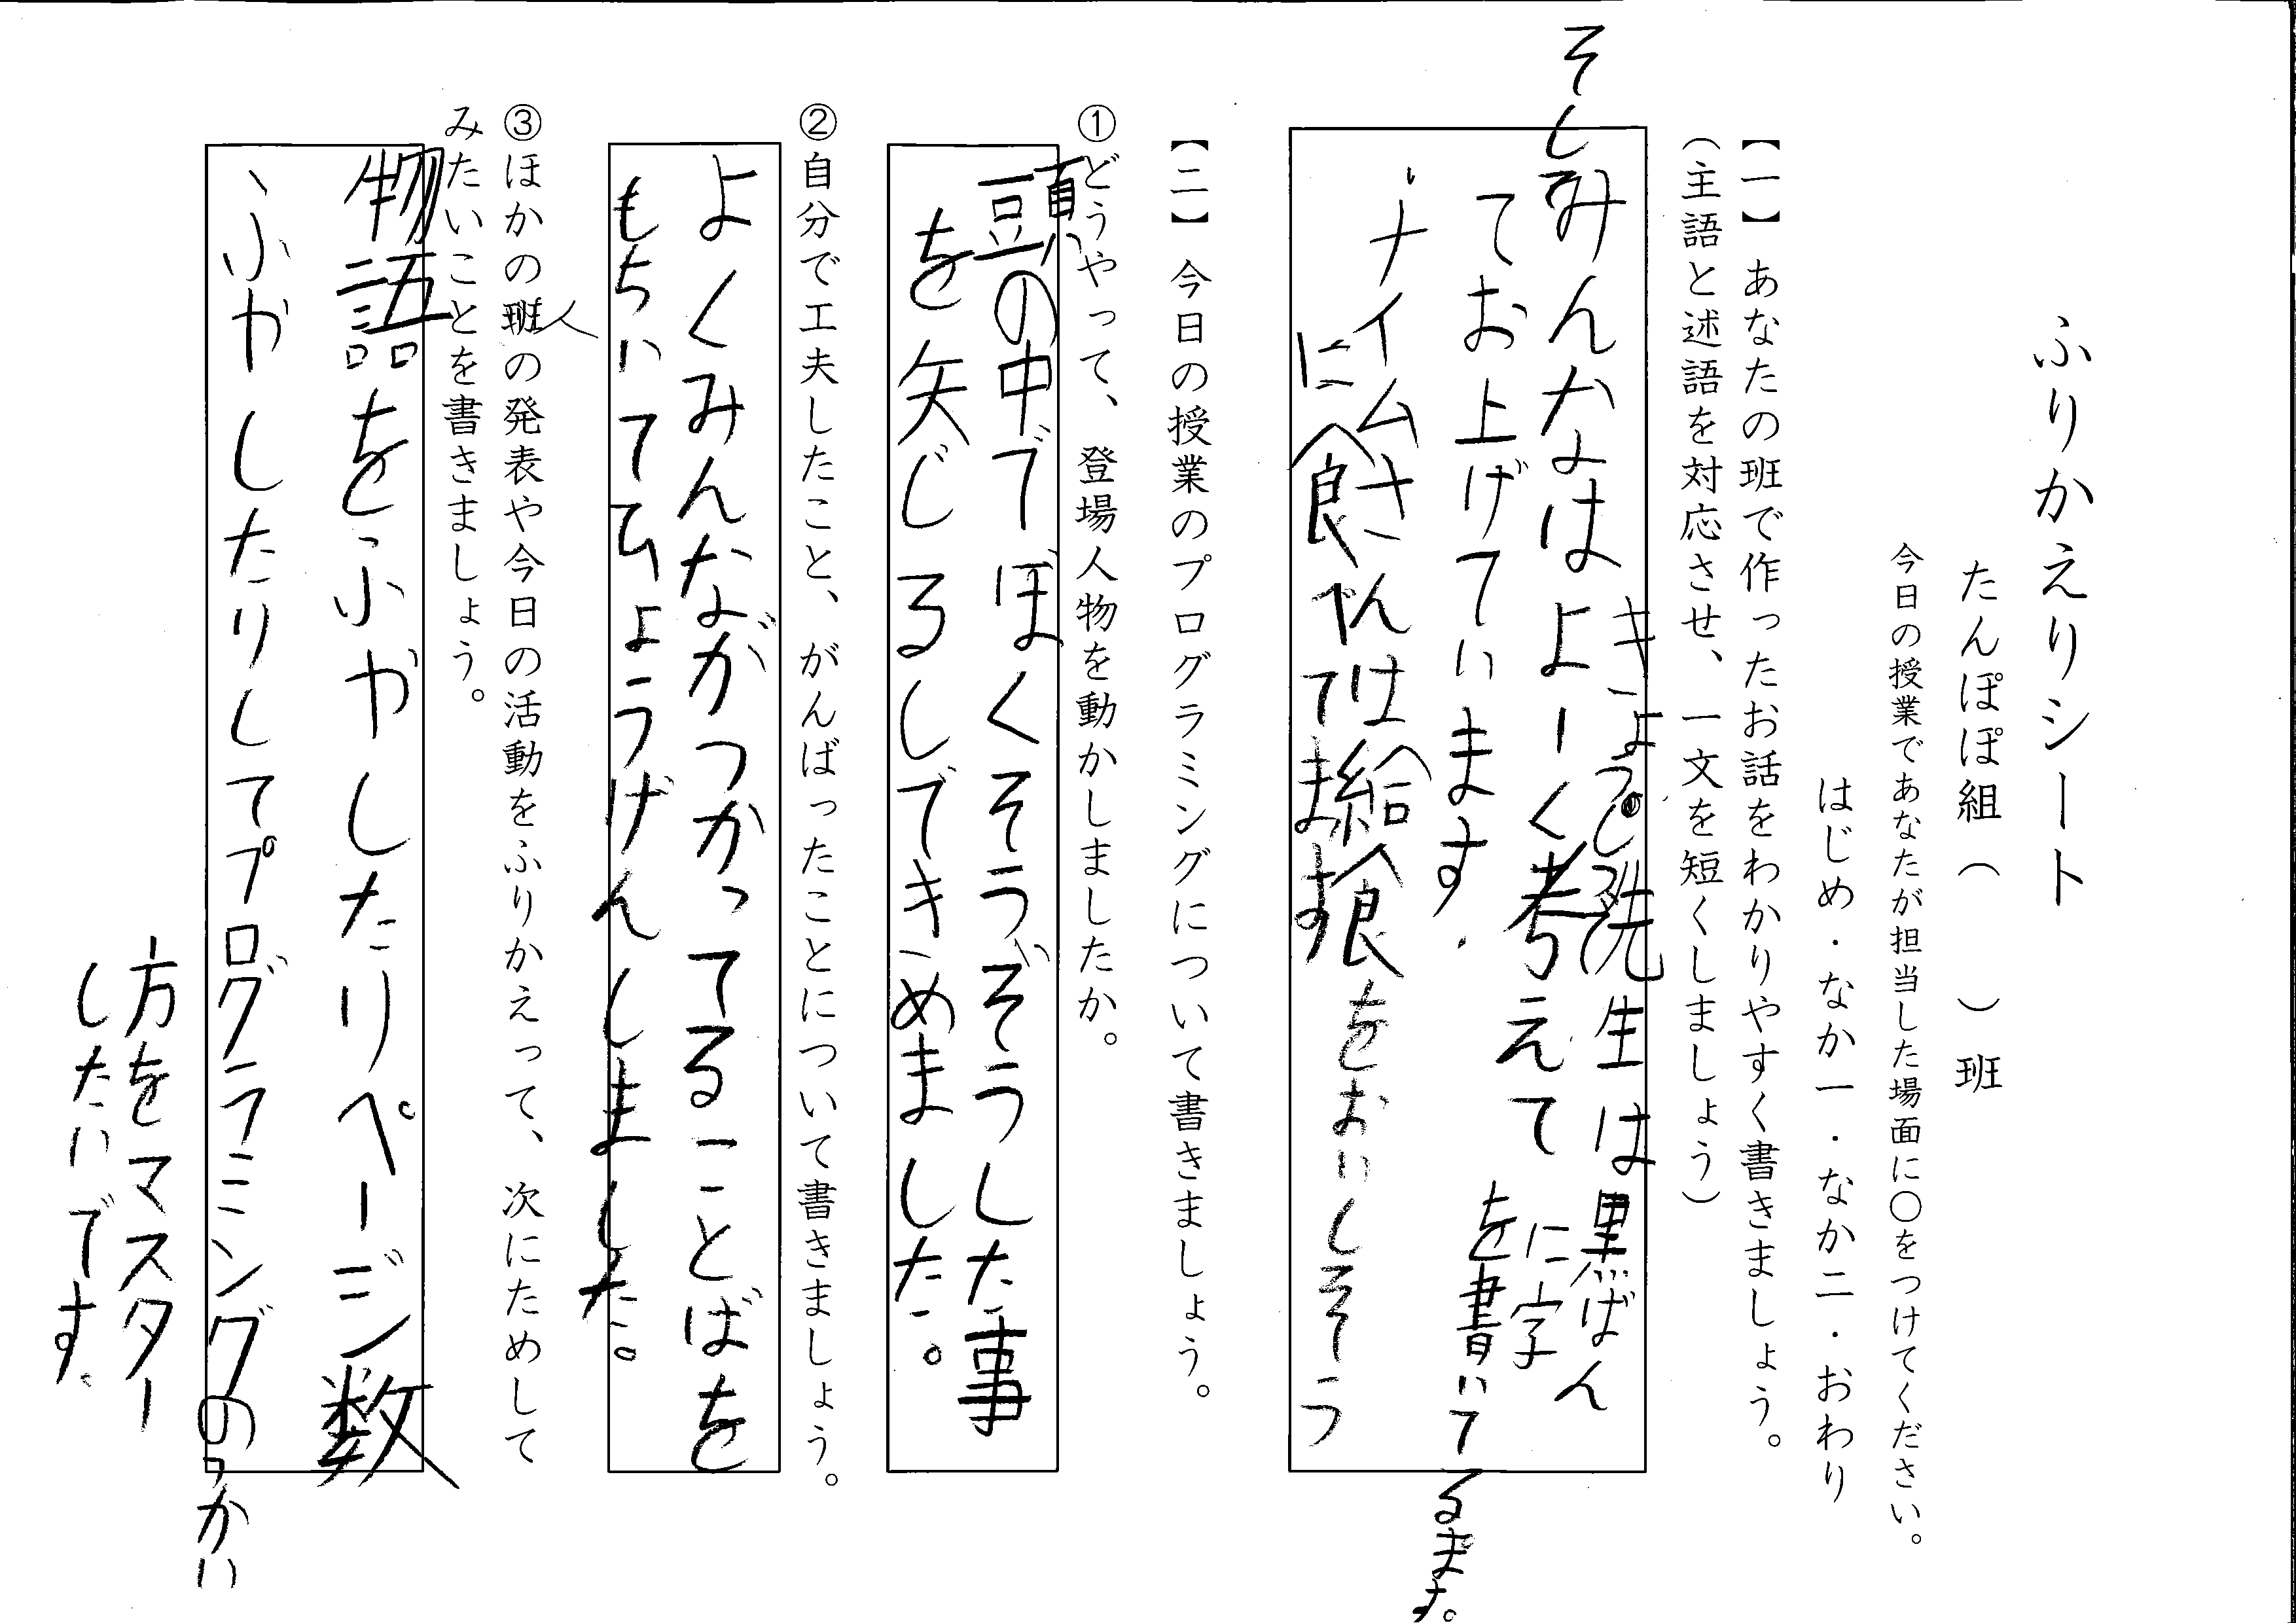 ふりかえりシート
たんぽぽ組（　　）班
今日の授業であなたが担当した場面に〇をつけてください。
はじめ・なか一・なか二・おわり
【一】あなたの班で作ったお話をわかりやすく書きましょう。
（主語と述語を対応させ、一文を短くしましょう）
きょうし先生は黒ばん
に字
を書いて
るます。
そして
みんなはよーく考えて
てお上げています.
ナイムさんは給食をおいしそう
に食べてます
【二】今日の授業のプログラミングについて書きましょう。
①どうやって、登場人物を動かしましたか。
頭の中でぼくそうぞうした事
を矢じるしできめました。
②自分で工夫したこと、がんばったことについて書きましょう。
よくみんながつかってることばを
もちいてひょうげんしました。
③ほかの班の発表や今日の活動をふりかえって、次にためして
人
みたいことを書きましょう。
物語をふやしたりページ数
ふやしたりしてプログラミングのつかい
方をマスター
したいです。